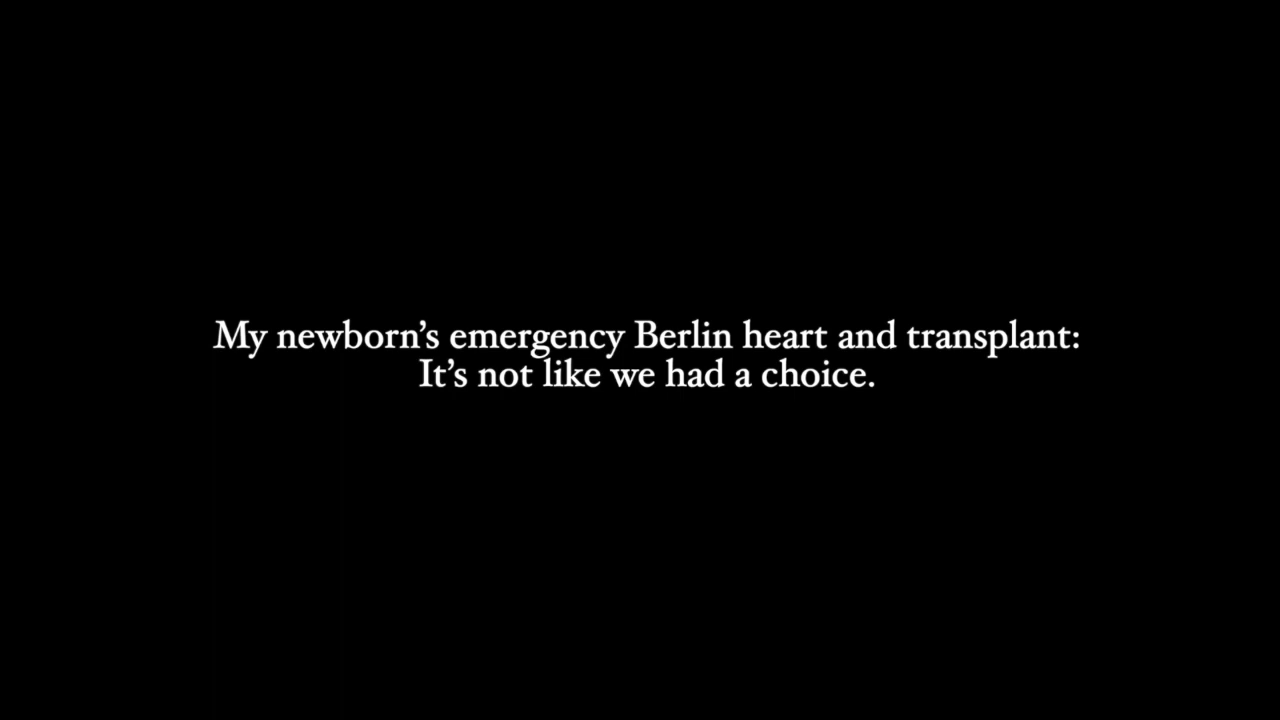 My newborn’s emergency Berlin heart and transplant:
It’s not like we had a choice.